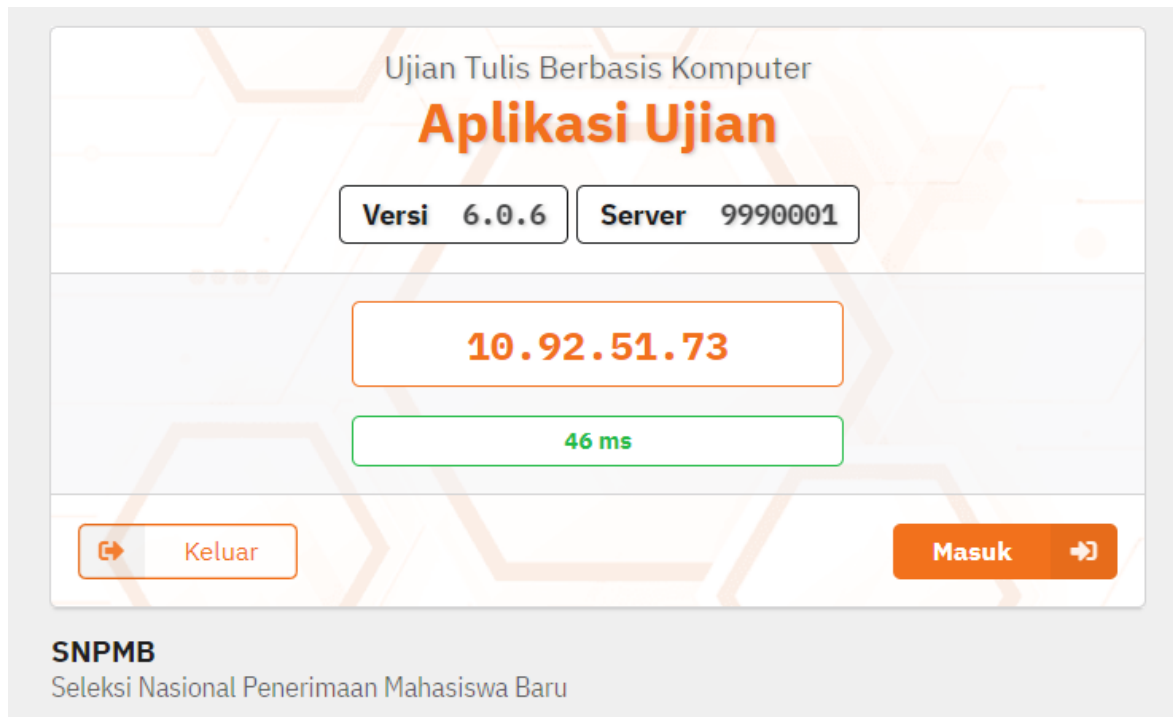 Ujian Tulis Berbasis Komputer
Aplikasi Ujian
Versi 6.0.6 Server 9990001
10.92.51.73
46 ms
Keluar Masuk
SNPMB
Seleksi Nasional Penerimaan Mahasiswa Baru